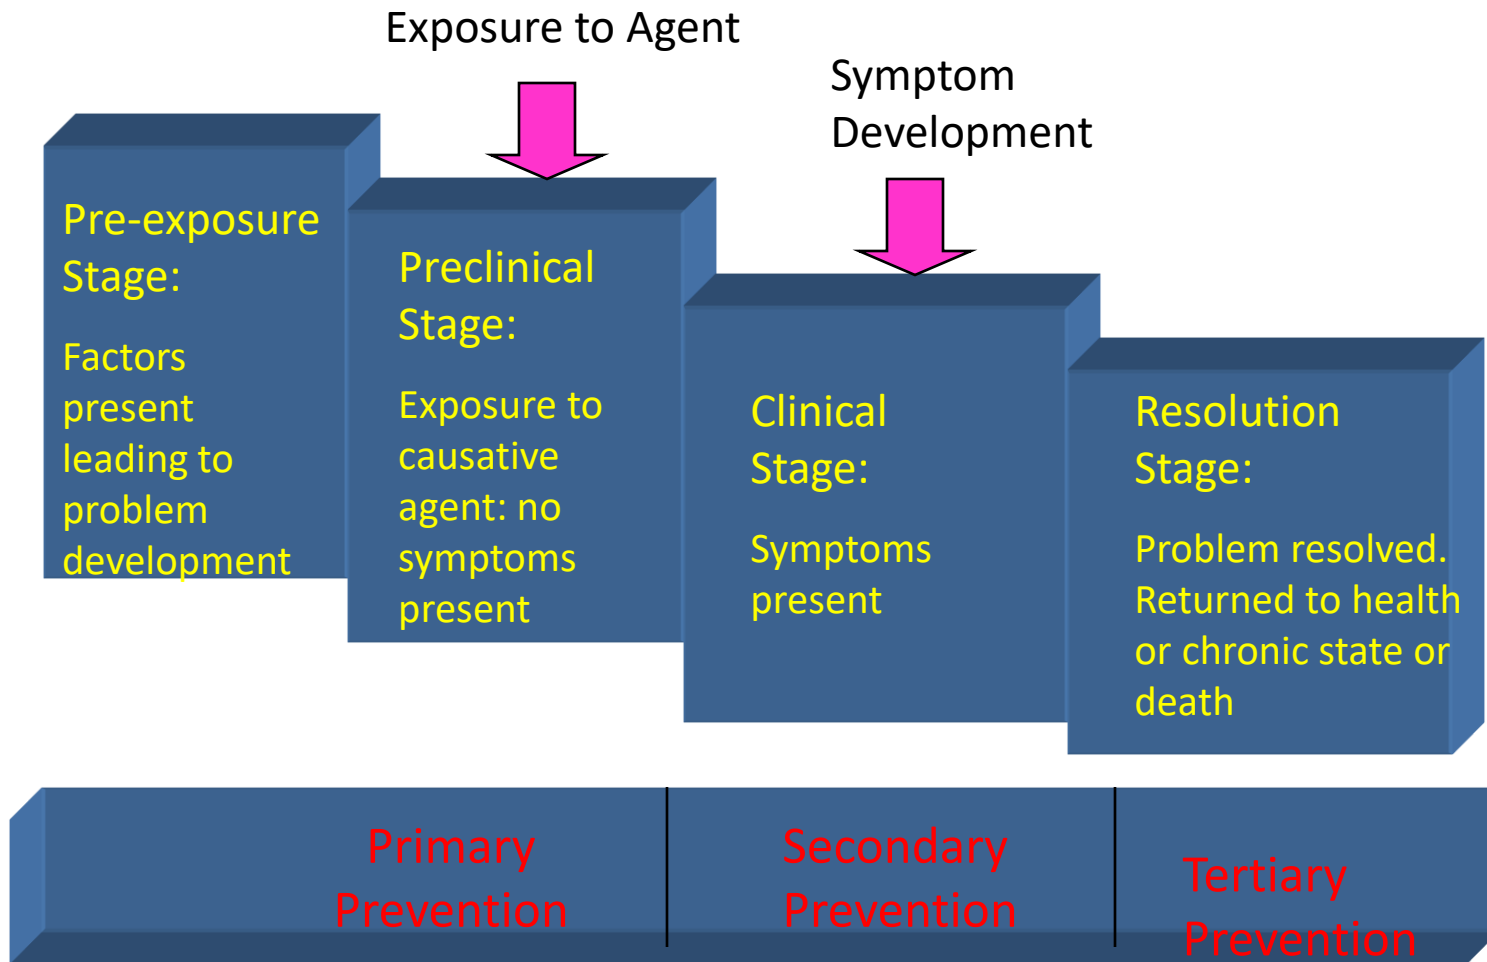 Exposure to Agent
Symptom
Development
Pre-exposure
Stage:
Factors
present
leading to
problem
development
Preclinical
Stage:
Exposure to
causative
agent: no
symptoms
present
Clinical
Stage:
Symptoms
present
Resolution
Stage:
Problem resolved.
Returned to health
or chronic state or
death
Primary
Prevention
Secondary
Prevention
Tertiary
Prevention